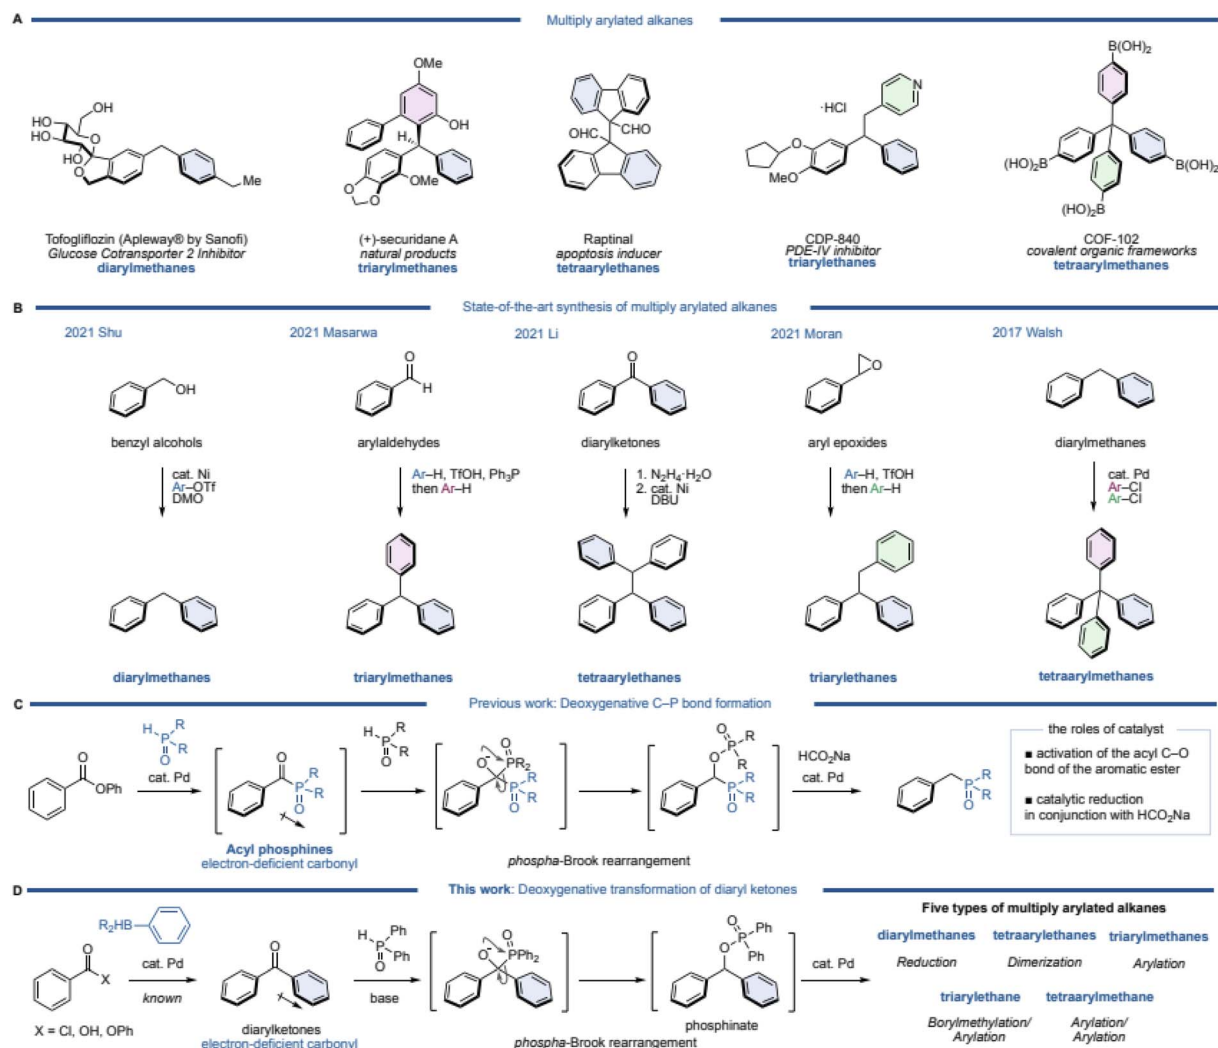 A
Multiply arylated alkanes
OH
HO
HO
O
HO
O
Me
OMe
H
OH
OMe
O
O
OHC
CHO
·HCl
N
O
MeO
B(OH)2
(HO)2B
B(OH)2
(HO)2B
Tofogliflozin (Apleway® by Sanofi)
Glucose Cotransporter 2 Inhibitor
diarylmethanes
(+)-securidane A
natural products
triarylmethanes
Raptinal
apoptosis inducer
tetraarylethanes
CDP-840
PDE-IV inhibitor
triarylethanes
COF-102
covalent organic frameworks
tetraarylmethanes
B
State-of-the-art synthesis of multiply arylated alkanes
2021 Shu
2021 Masarwa
2021 Li
2021 Moran
2017 Walsh
OH
O
H
O
O
benzyl alcohols
arylaldehydes
diarylketones
aryl epoxides
diarylmethanes
cat. Ni
Ar–OTf
DMO
Ar–H, TfOH, Ph3P
then Ar–H
1. N2H4·H2O
2. cat. Ni
DBU
Ar–H, TfOH
then Ar–H
cat. Pd
Ar–Cl
Ar–Cl
diarylmethanes
triarylmethanes
tetraarylethanes
triarylethanes
tetraarylmethanes
C
Previous work: Deoxygenative C–P bond formation
O
OPh
H
P
R
R
O
cat. Pd
O
P
R
R
O
Acyl phosphines
electron-deficient carbonyl
H
P
R
R
O
O-
O
PR2
P
R
R
O
phospha-Brook rearrangement
O
P
R
R
O
P
R
R
O
HCO2Na
cat. Pd
P
R
R
O
the roles of catalyst
■ activation of the acyl C–O
bond of the aromatic ester
■ catalytic reduction
in conjunction with HCO2Na
D
This work: Deoxygenative transformation of diaryl ketones
R2HB
O
X
X = Cl, OH, OPh
cat. Pd
known
O
diarylketones
electron-deficient carbonyl
H
P
Ph
Ph
O
base
O-
O
PPh2
phospha-Brook rearrangement
O
P
Ph
Ph
O
phosphinate
cat. Pd
Five types of multiply arylated alkanes
diarylmethanes
tetraarylethanes
triarylmethanes
Reduction
Dimerization
Arylation
triarylethane
tetraarylmethane
Borylmethylation/
Arylation
Arylation/
Arylation